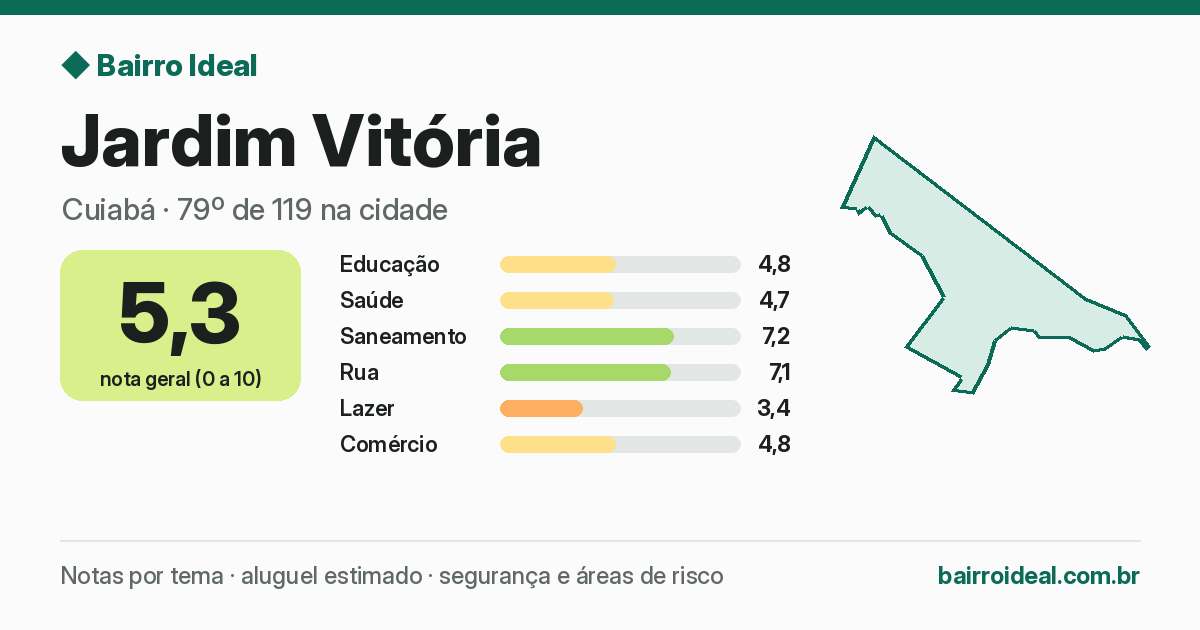 Bairro Ideal
Jardim Vitória
Cuiabá · 79º de 119 na cidade
5,3
nota geral (0 a 10)
Educação 4,8
Saúde 4,7
Saneamento 7,2
Rua 7,1
Lazer 3,4
Comércio 4,8
Notas por tema · aluguel estimado · segurança e áreas de risco
bairroideal.com.br